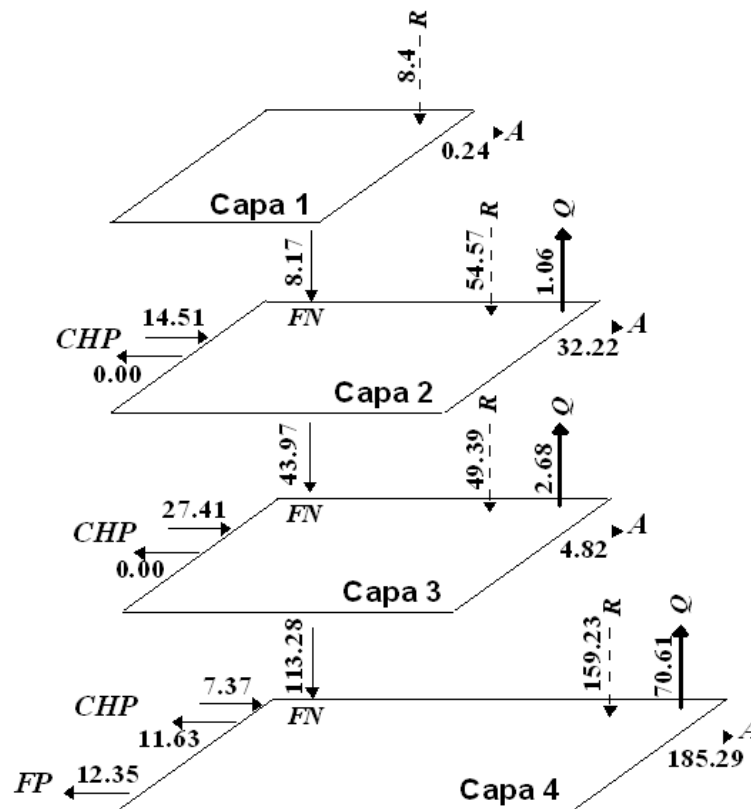 R
8.4
A
0.24
Capa 1
8.17
R
54.57
Q
1.06
FN
CHP
14.51
0.00
A
32.22
Capa 2
43.97
R
49.39
Q
2.68
FN
CHP
27.41
0.00
A
4.82
Capa 3
113.28
R
159.23
Q
70.61
FN
CHP
7.37
11.63
A
185.29
FP
12.35
Capa 4